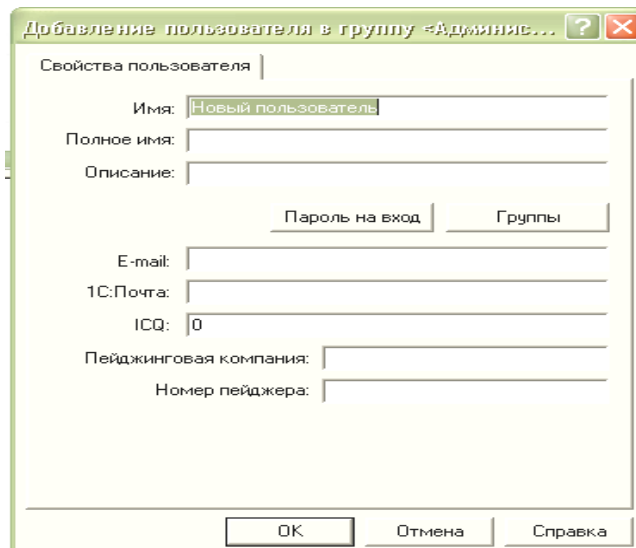 Добавление пользователя в группу <Админис...
Свойства пользователя
Имя: Новый пользователь
Полное имя:
Описание:
Пароль на вход Группы
E-mail:
1С:Почта:
ICQ: 0
Пейджинговая компания:
Номер пейджера:
OK Отмена Справка